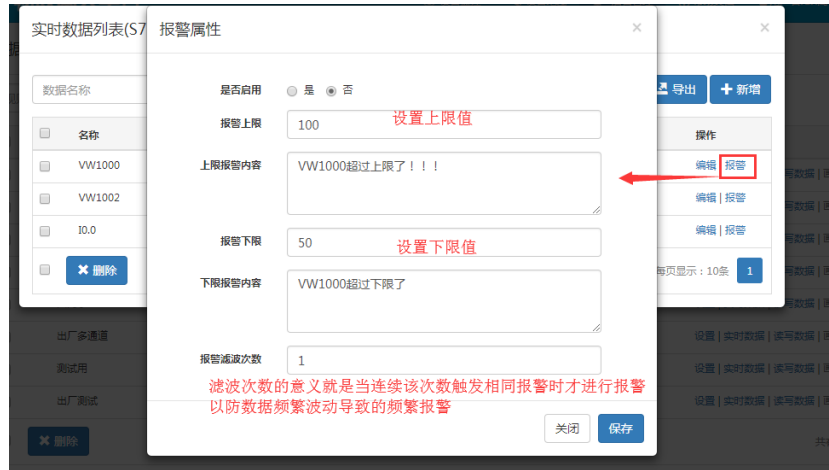 实时数据列表(S7
报警属性
×
×
数据名称
导出
新增
是否启用
是
否
报警上限
100
设置上限值
名称
操作
上限报警内容
VW1000超过上限了！！！
VW1000
编辑 | 报警
VW1002
编辑 | 报警
I0.0
编辑 | 报警
报警下限
50
设置下限值
删除
每页显示：10条
1
下限报警内容
VW1000超过下限了
出厂多通道
设置 | 实时数据 | 读写数据 |
报警滤波次数
1
测试用
设置 | 实时数据 | 读写数据 |
滤波次数的意义就是当连续该次数触发相同报警时才进行报警
以防数据频繁波动导致的频繁报警
出厂测试
设置 | 实时数据 | 读写数据 |
关闭
保存
删除